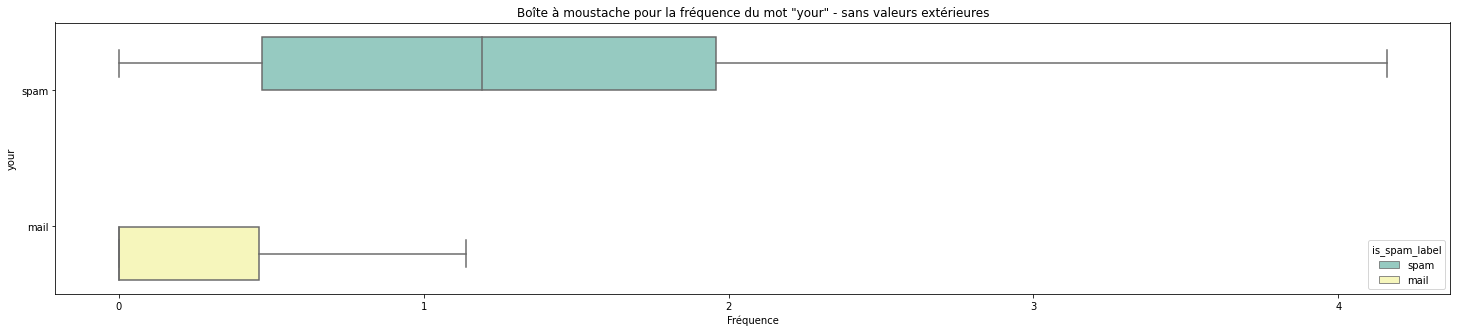 Boîte à moustache pour la fréquence du mot "your" - sans valeurs extérieures
spam
your
mail
is_spam_label
spam
mail
0 1 2 3 4
Fréquence